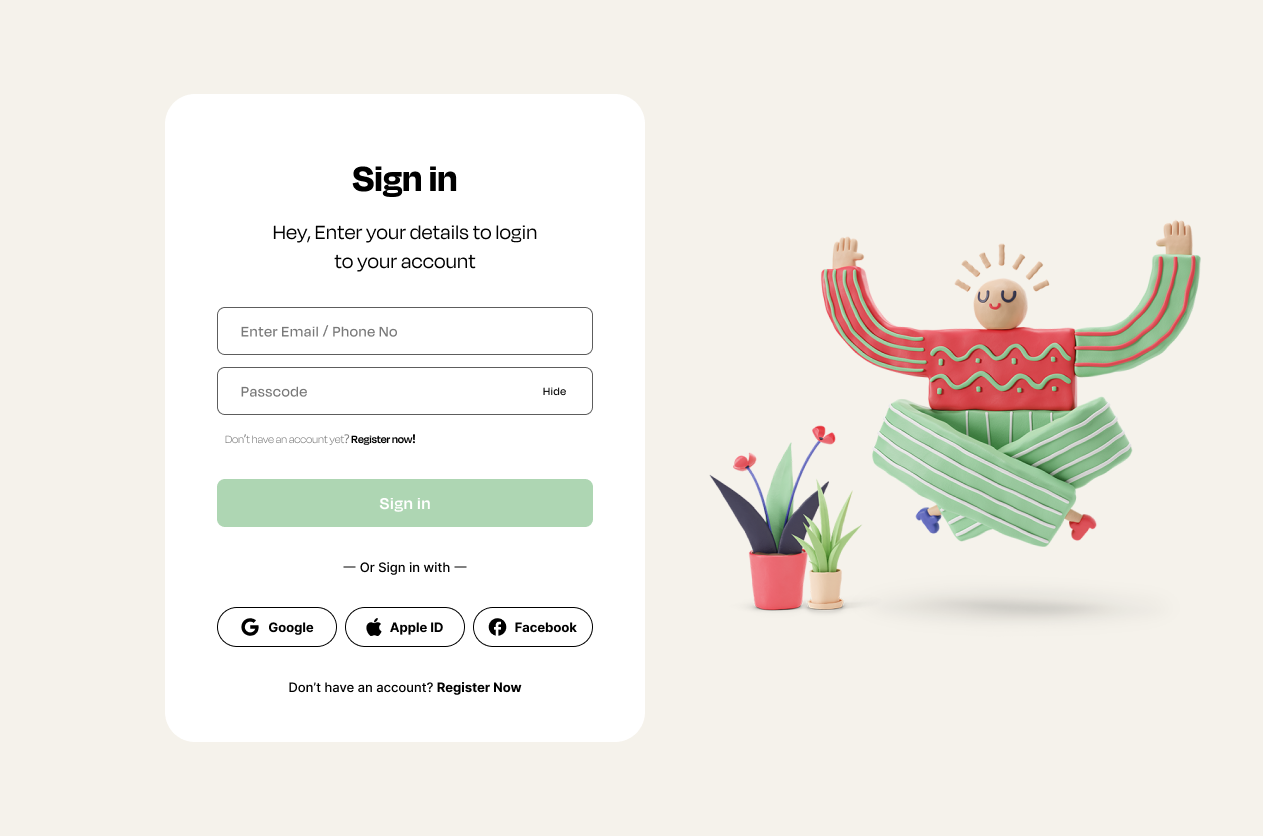 Sign in
Hey, Enter your details to login
to your account
Enter Email / Phone No
Passcode
Hide
Don't have an account yet? Register now!
Sign in
— Or Sign in with —
Google
Apple ID
Facebook
Don't have an account? Register Now